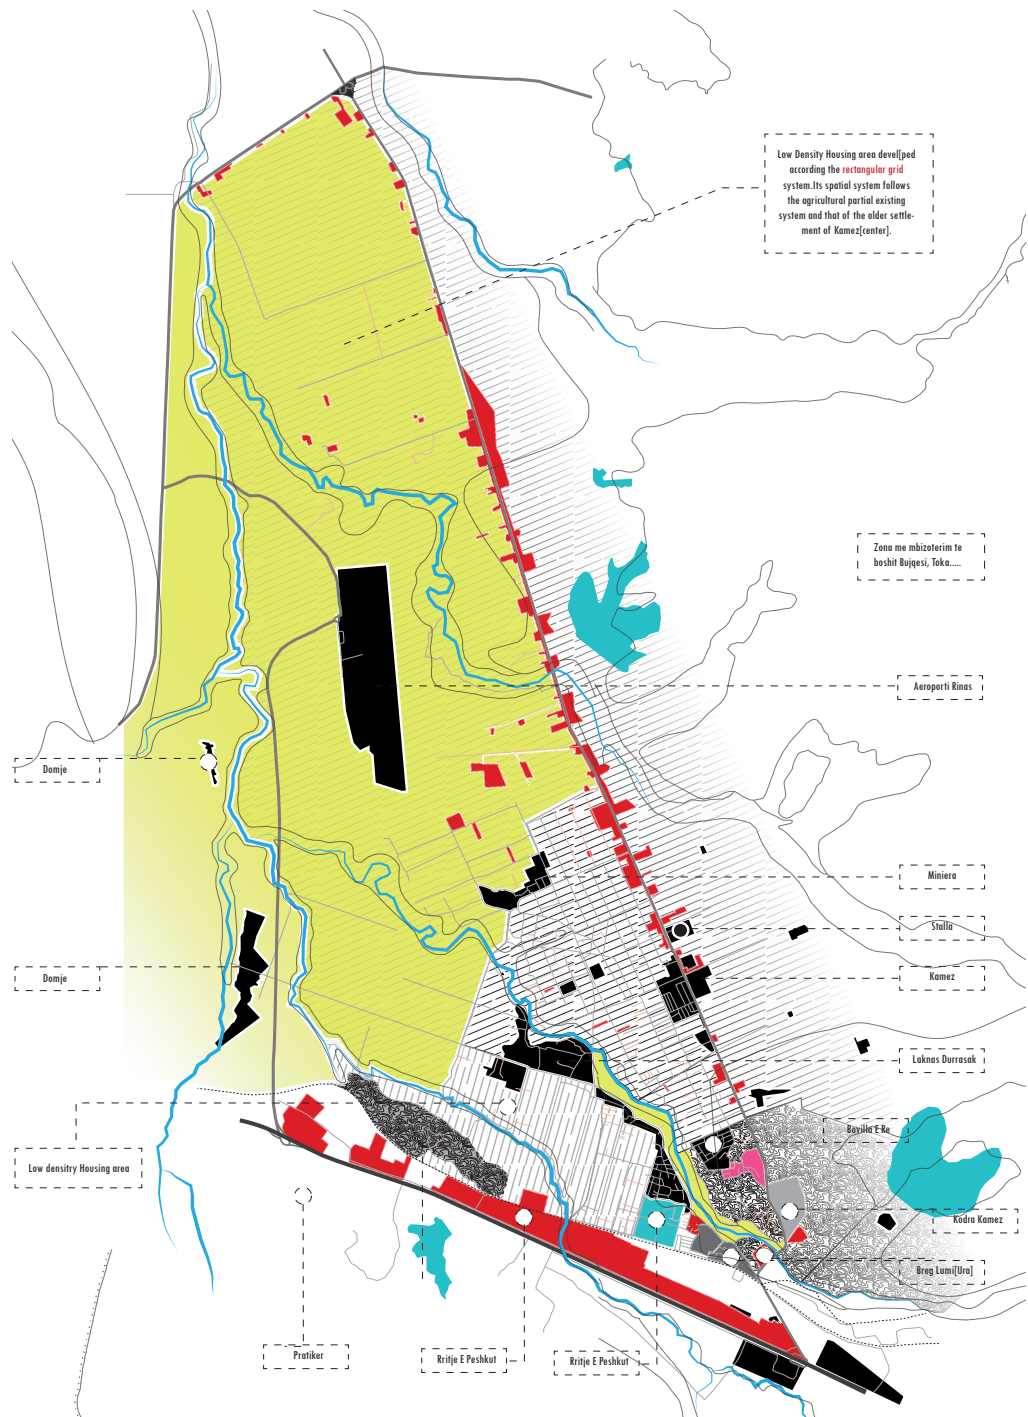 Low Density Housing area devel[ped
according the rectangular grid
system.Its spatial system follows
the agricultural partial existing
system and that of the older settle-
ment of Kamez[center].
Zona me mbizoterim te
boshit Bujqesi, Toka.....
Aeroporti Rinas
Domje
Miniera
Stalla
Domje
Kamez
Laknas Durrasak
Bovilla E Re
Low densitry Housing area
Kodra Kamez
Breg Lumi[Ura]
Pratiker
Rritje E Peshkut
Rritje E Peshkut